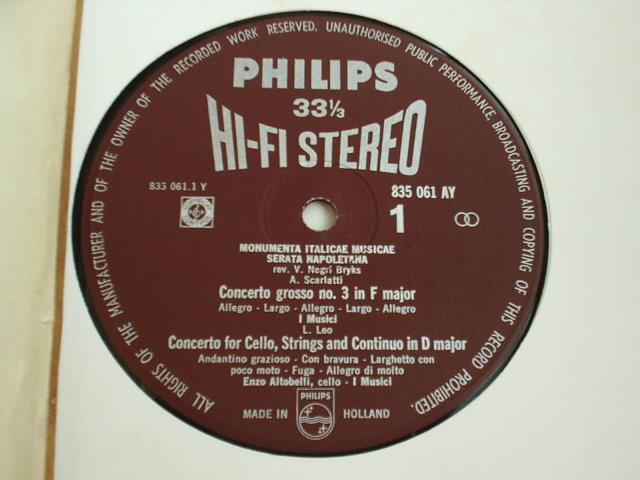 ALL RIGHTS OF THE MANUFACTURER AND OF THE OWNER OF THE RECORDED WORK RESERVED. UNAUTHORISED PUBLIC PERFORMANCE, BROADCASTING AND COPYING OF THIS RECORD PROHIBITED.
PHILIPS
33⅓
HI-FI STEREO
835 061.1 Y
835 061 AY
1
MONUMENTA ITALICAE MUSICAE
SERATA NAPOLETANA
rev. V. Negri Bryks
A. Scarlatti
Concerto grosso no. 3 in F major
Allegro - Largo - Allegro - Largo - Allegro
I Musici
L. Leo
Concerto for Cello, Strings and Continuo in D major
Andantino grazioso - Con bravura - Larghetto con
poco moto - Fuga - Allegro di molto
Enzo Altobelli, cello - I Musici
PHILIPS
MADE IN HOLLAND